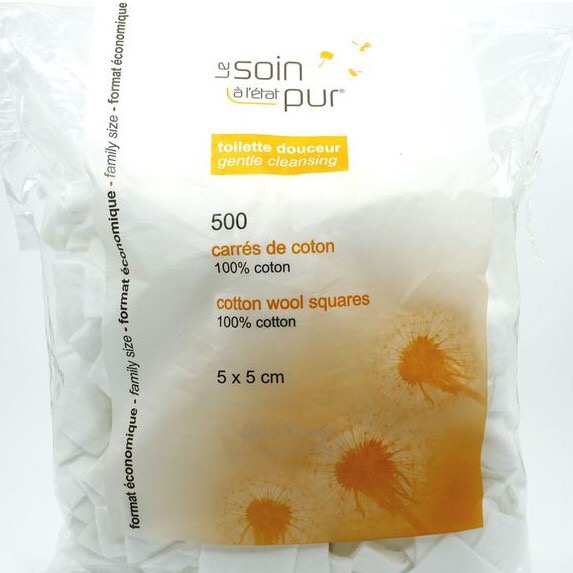 format économique - family size - format économique - family size - format économique
Le soin
à l'état pur®
toilette douceur
gentle cleansing
500
carrés de coton
100% coton
cotton wool squares
100% cotton
5 x 5 cm